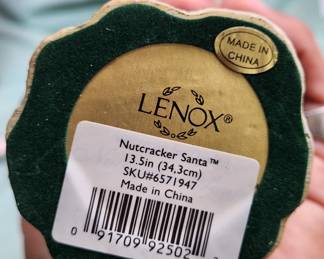 MADE IN
CHINA
LENOX®
Nutcracker Santa™
13.5in (34.3cm)
SKU#6571947
Made in China
0 91709 92502